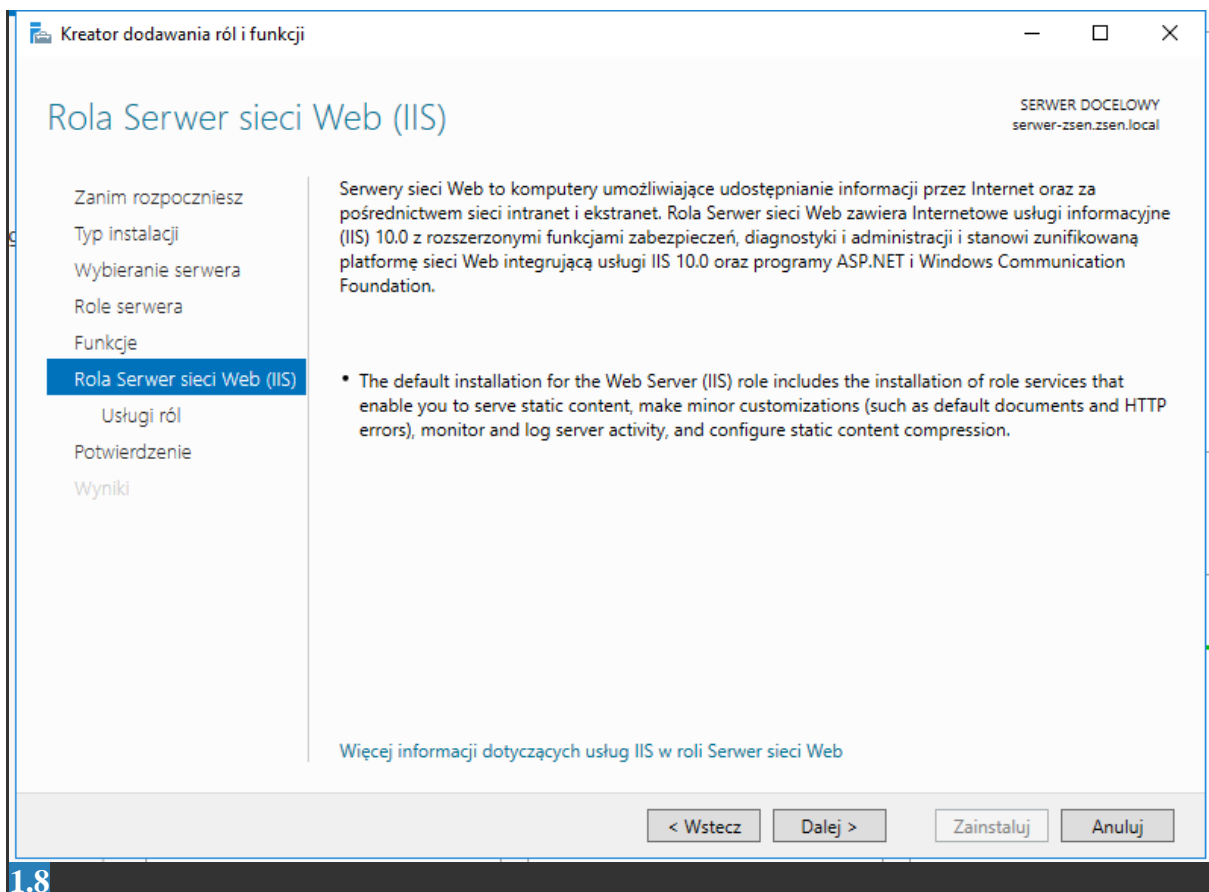 Kreator dodawania ról i funkcji
Rola Serwer sieci Web (IIS)
SERWER DOCELOWY
serwer-zsen.zsen.local
Zanim rozpoczniesz
Typ instalacji
Wybieranie serwera
Role serwera
Funkcje
Rola Serwer sieci Web (IIS)
Usługi ról
Potwierdzenie
Wyniki
Serwery sieci Web to komputery umożliwiające udostępnianie informacji przez Internet oraz za
pośrednictwem sieci intranet i ekstranet. Rola Serwer sieci Web zawiera Internetowe usługi informacyjne
(IIS) 10.0 z rozszerzonymi funkcjami zabezpieczeń, diagnostyki i administracji i stanowi zunifikowaną
platformę sieci Web integrującą usługi IIS 10.0 oraz programy ASP.NET i Windows Communication
Foundation.
• The default installation for the Web Server (IIS) role includes the installation of role services that
enable you to serve static content, make minor customizations (such as default documents and HTTP
errors), monitor and log server activity, and configure static content compression.
Więcej informacji dotyczących usług IIS w roli Serwer sieci Web
< Wstecz
Dalej >
Zainstaluj
Anuluj
1.8